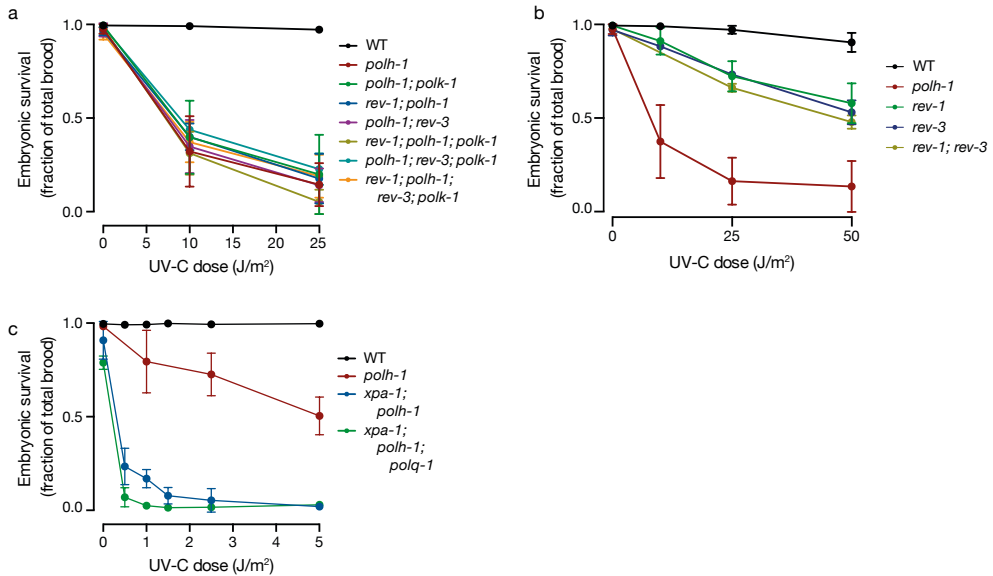 a
Embryonic survival
(fraction of total brood)
1.0
0.5
0.0
0
5
10
15
20
25
UV-C dose (J/m²)
WT
polh-1
polh-1; polk-1
rev-1; polh-1
polh-1; rev-3
rev-1; polh-1; polk-1
polh-1; rev-3; polk-1
rev-1; polh-1;
rev-3; polk-1
b
Embryonic survival
(fraction of total brood)
1.0
0.5
0.0
0
25
50
UV-C dose (J/m²)
WT
polh-1
rev-1
rev-3
rev-1; rev-3
c
Embryonic survival
(fraction of total brood)
1.0
0.5
0.0
0
1
2
3
4
5
UV-C dose (J/m²)
WT
polh-1
xpa-1;
polh-1
xpa-1;
polh-1;
polq-1